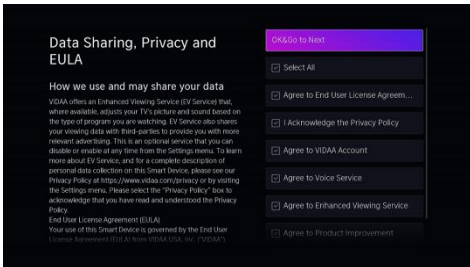 Data Sharing, Privacy and
EULA
How we use and may share your data
VIDAA offers an Enhanced Viewing Service (EV Service) that,
where available, adjusts your TV's picture and sound based on
the type of program you are watching. EV Service also shares
your viewing data with third-parties to provide you with more
relevant advertising. This is an optional service that you can
disable or enable at any time from the Settings menu. To learn
more about EV Service, and for a complete description of
personal data collection on this Smart Device, please see our
Privacy Policy at https://www.vidaa.com/privacy or by visiting
the Settings menu. Please select the "Privacy Policy" box to
acknowledge that you have read and understood the Privacy
Policy.
End User License Agreement (EULA)
Your use of this Smart Device is governed by the End User
License Agreement (EULA) from VIDAA USA, Inc. ("VIDAA").
OK&Go to Next
Select All
Agree to End User License Agreem...
I Acknowledge the Privacy Policy
Agree to VIDAA Account
Agree to Voice Service
Agree to Enhanced Viewing Service
Agree to Product Improvement